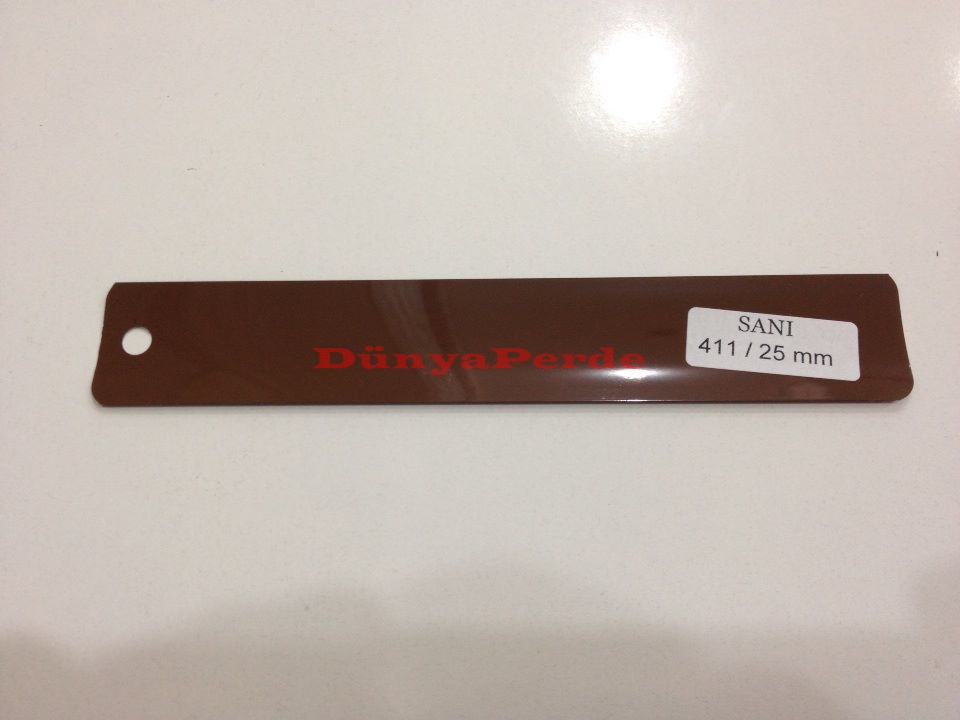 SANI
411 / 25 mm
DünyaPerde